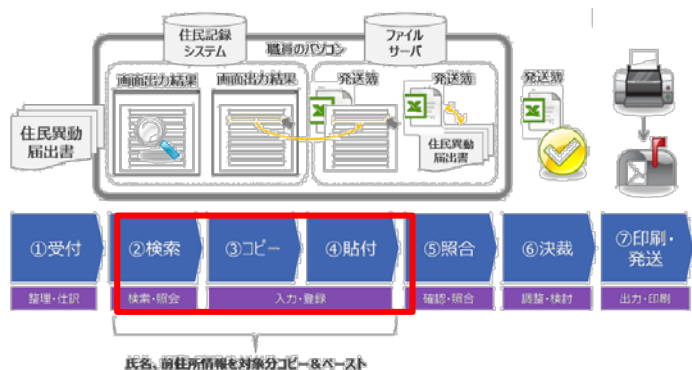 住民記録
システム
職員のパソコン
ファイル
サーバ
画面出力結果
画面出力結果
発送簿
発送簿
発送簿
住民異動
届出書
住民異動
届出書
①受付
②検索
③コピー
④貼付
⑤照合
⑥決裁
⑦印刷・
発送
整理・仕訳
検索・照会
入力・登録
確認・照合
調整・検討
出力・印刷
氏名、前住所情報を対象分コピー&ペースト